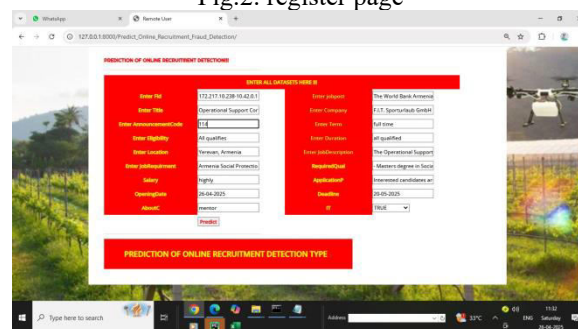 Fig.2. register page
WhatsApp
Remote User
127.0.0.1:8000/Predict_Online_Recruitment_Fraud_Detection/
PREDICTION OF ONLINE RECRUITMENT FRAUD DETECTION!!!
ENTER ALL DATASETS HERE !!!
Enter Fid 172.217.10.238-10.42.0.1 Enter jobpost The World Bank Armenia
Enter Title Operational Support Cor Enter Company F.I.T. Sporturlaub GmbH
Enter AnnouncementCode 114 Enter Term full time
Enter Eligibility All qualifies Enter Duration all qualified
Enter Location Yerevan, Armenia Enter JobDescription The Operational Support
Enter JobRequirment Armenia Social Protectio RequiredQual - Masters degree in Socia
Salary highly ApplicationP Interested candidates ar
OpeningDate 26-04-2025 Deadline 20-05-2025
AboutC mentor IT TRUE
Predict
PREDICTION OF ONLINE RECRUITMENT DETECTION TYPE
Type here to search
Address
33°C
ENG
11:32
Saturday
26-04-2025